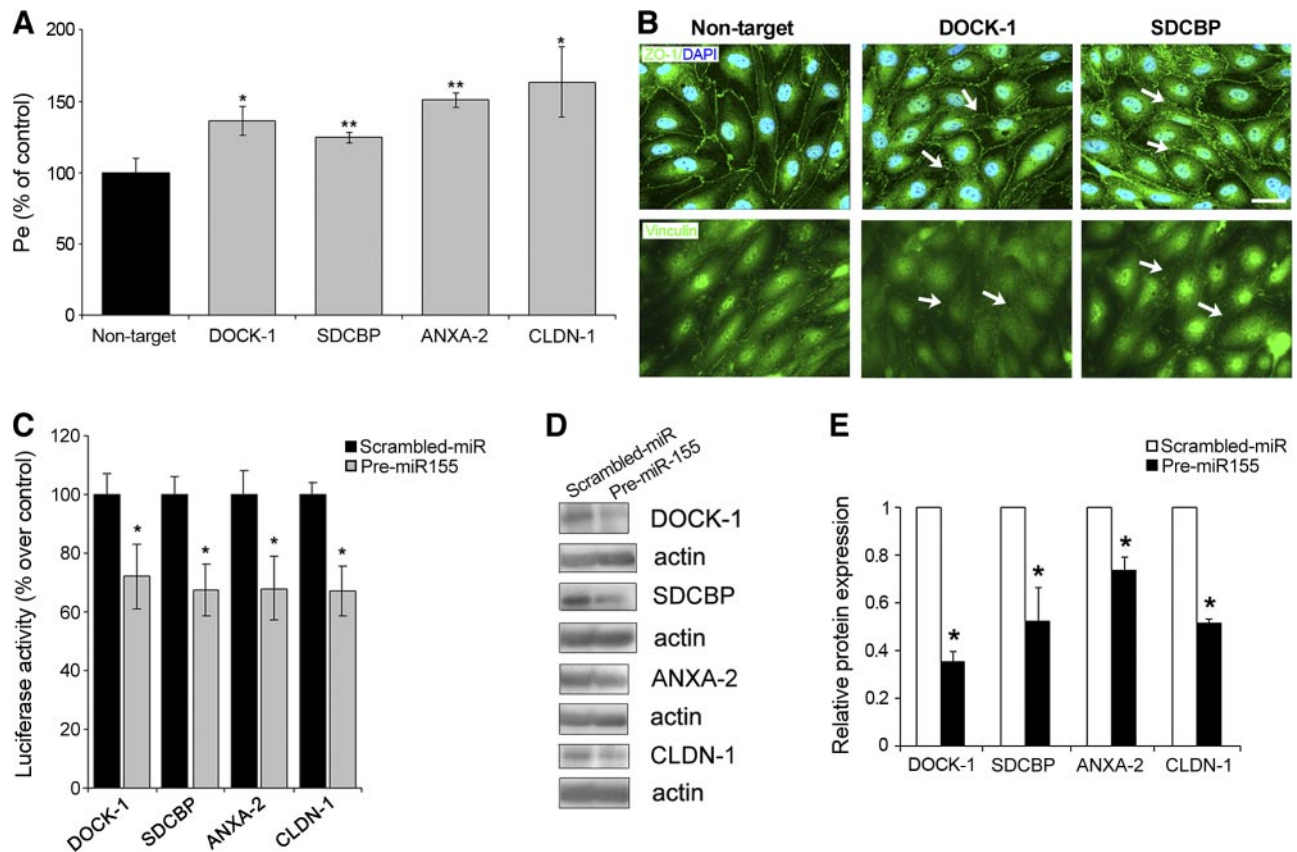 A
200
150
100
50
0
Pe (% of control)
*
**
**
*
Non-target
DOCK-1
SDCBP
ANXA-2
CLDN-1
B
Non-target
DOCK-1
SDCBP
ZO-1/DAPI
Vinculin
C
Scrambled-miR
Pre-miR155
120
100
80
60
40
20
0
Luciferase activity (% over control)
*
*
*
*
DOCK-1
SDCBP
ANXA-2
CLDN-1
D
Scrambled-miR
Pre-miR-155
DOCK-1
actin
SDCBP
actin
ANXA-2
actin
CLDN-1
actin
E
Scrambled-miR
Pre-miR155
1
0.8
0.6
0.4
0.2
0
Relative protein expression
*
*
*
*
DOCK-1
SDCBP
ANXA-2
CLDN-1